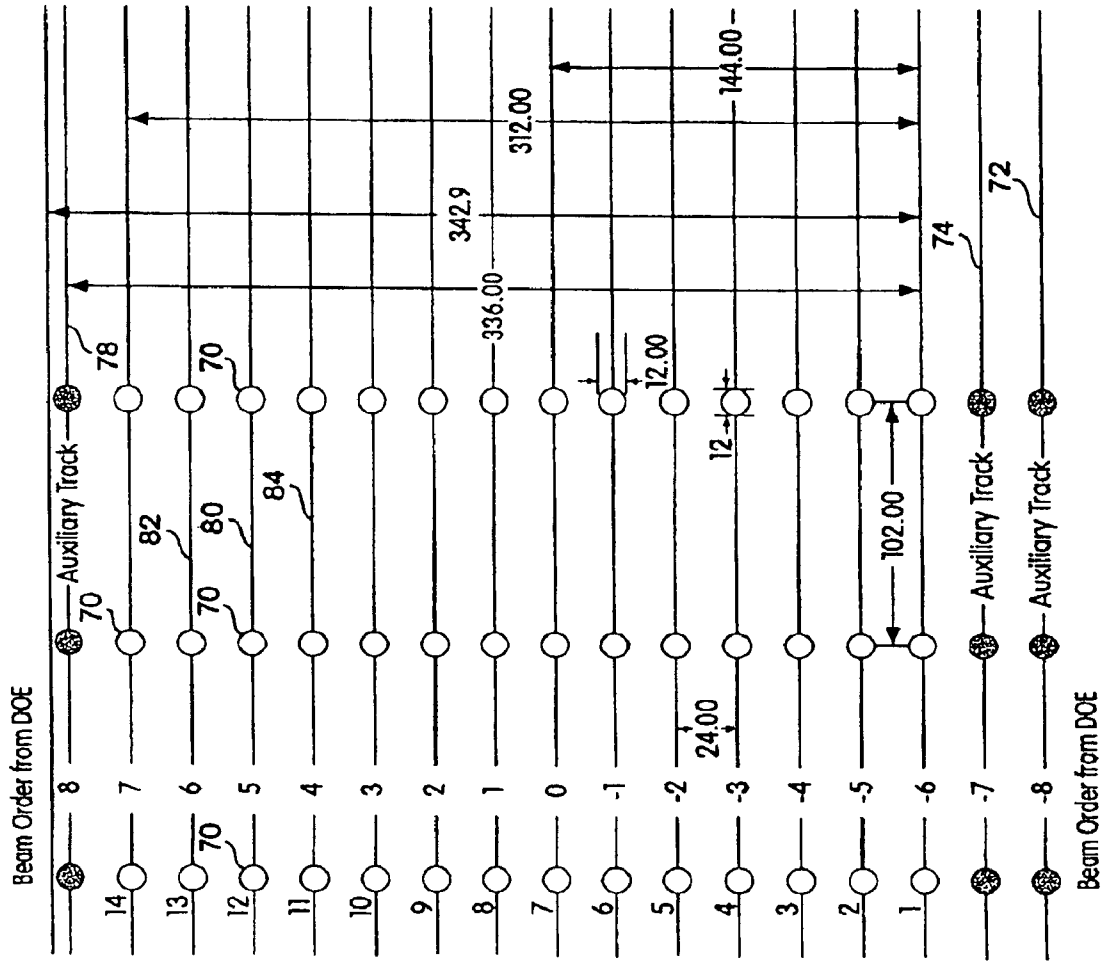 Beam Order from DOE
8 Auxiliary Track 78
14 7 70
13 6 82
12 70 5 70 80 70
11 4 84
10 3
9 2
8 1
7 0
6 -1 12.00
5 -2
24.00
4 -3 12
3 -4
2 -5
102.00
1 -6
-7 Auxiliary Track 74
-8 Auxiliary Track 72
336.00
342.9
312.00
144.00
Beam Order from DOE